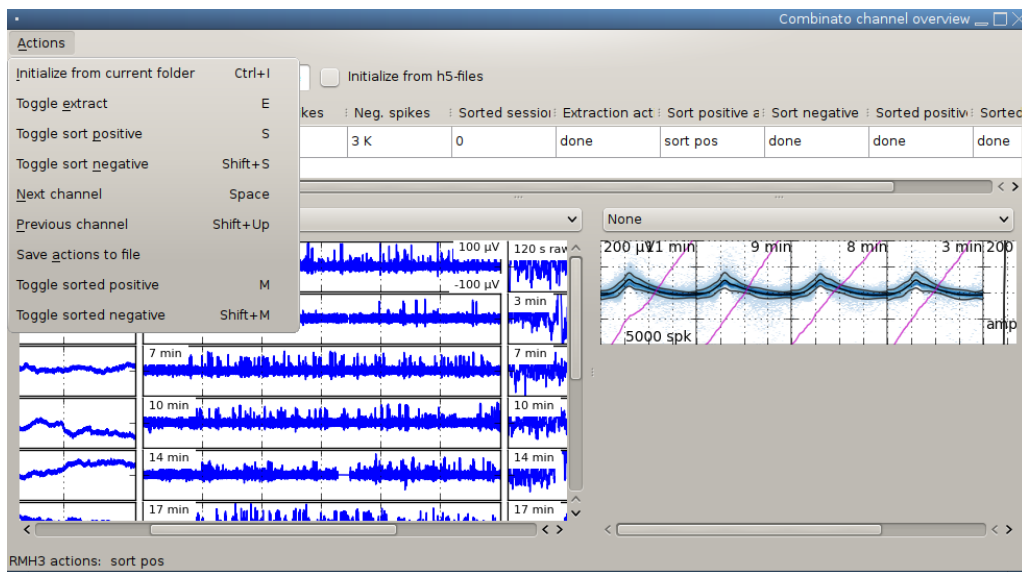 Combinato channel overview
Actions
Initialize from current folder Ctrl+I
Toggle extract E
Toggle sort positive S
Toggle sort negative Shift+S
Next channel Space
Previous channel Shift+Up
Save actions to file
Toggle sorted positive M
Toggle sorted negative Shift+M
Initialize from h5-files
kes Neg. spikes Sorted session Extraction act Sort positive a Sort negative Sorted positiv Sorted
3 K 0 done sort pos done done done
None
100 µV
-100 µV
120 s raw
3 min
7 min 7 min
10 min 10 min
14 min 14 min
17 min 17 min
200 µV 11 min 9 min 8 min 3 min 200
5000 spk
amp
RMH3 actions: sort pos